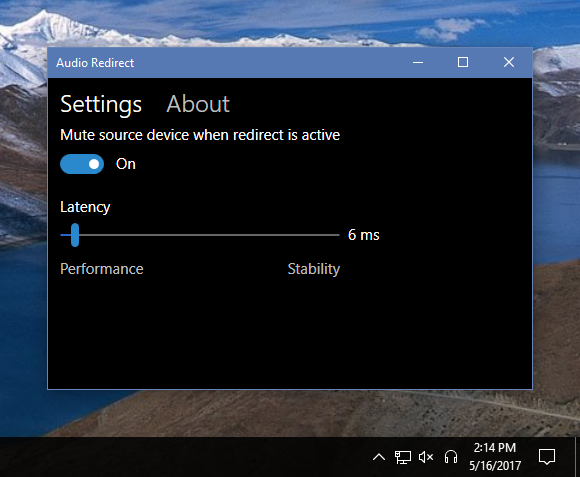 Audio Redirect
Settings About
Mute source device when redirect is active
On
Latency
6 ms
Performance Stability
2:14 PM
5/16/2017